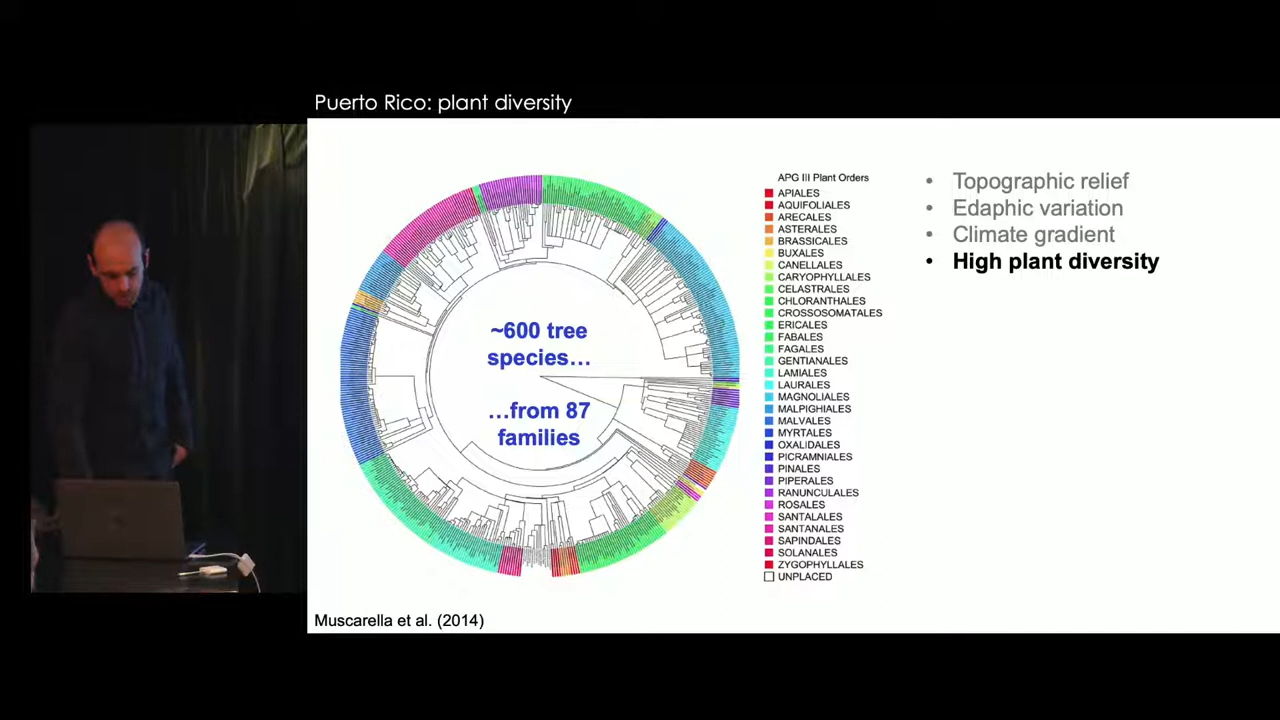 Puerto Rico: plant diversity
~600 tree
species...
...from 87
families
APG III Plant Orders
APIALES
AQUIFOLIALES
ARECALES
ASTERALES
BRASSICALES
BUXALES
CANELLALES
CARYOPHYLLALES
CELASTRALES
CHLORANTHALES
CROSSOSOMATALES
ERICALES
FABALES
FAGALES
GENTIANALES
LAMIALES
LAURALES
MAGNOLIALES
MALPIGHIALES
MALVALES
MYRTALES
OXALIDALES
PICRAMNIALES
PINALES
PIPERALES
RANUNCULALES
ROSALES
SANTALALES
SANTANALES
SAPINDALES
SOLANALES
ZYGOPHYLLALES
UNPLACED
• Topographic relief
• Edaphic variation
• Climate gradient
• High plant diversity
Muscarella et al. (2014)